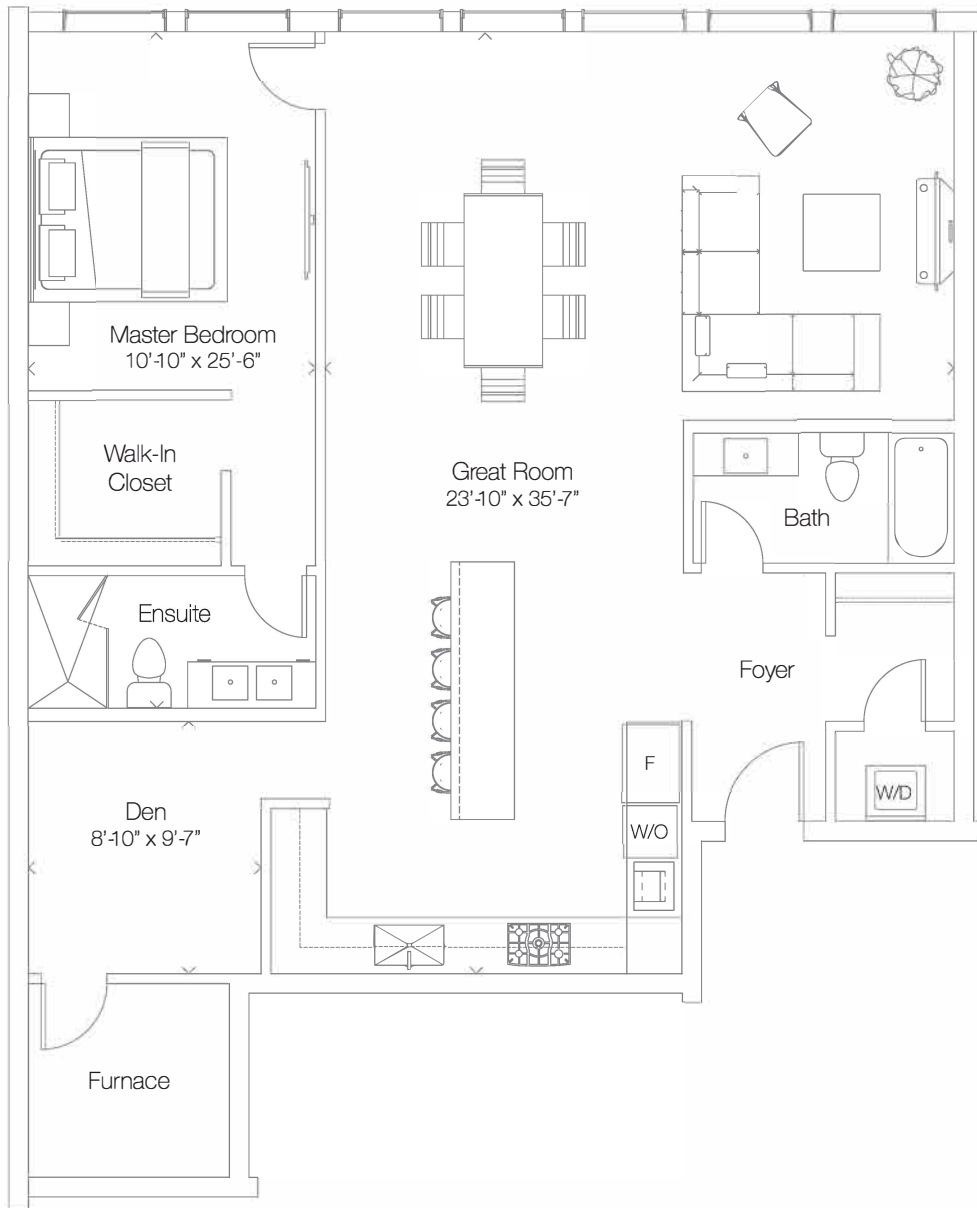 Master Bedroom
10'-10" x 25'-6"
Walk-In
Closet
Great Room
23'-10" x 35'-7"
Bath
Ensuite
Foyer
F
W/D
Den
8'-10" x 9'-7"
W/O
Furnace